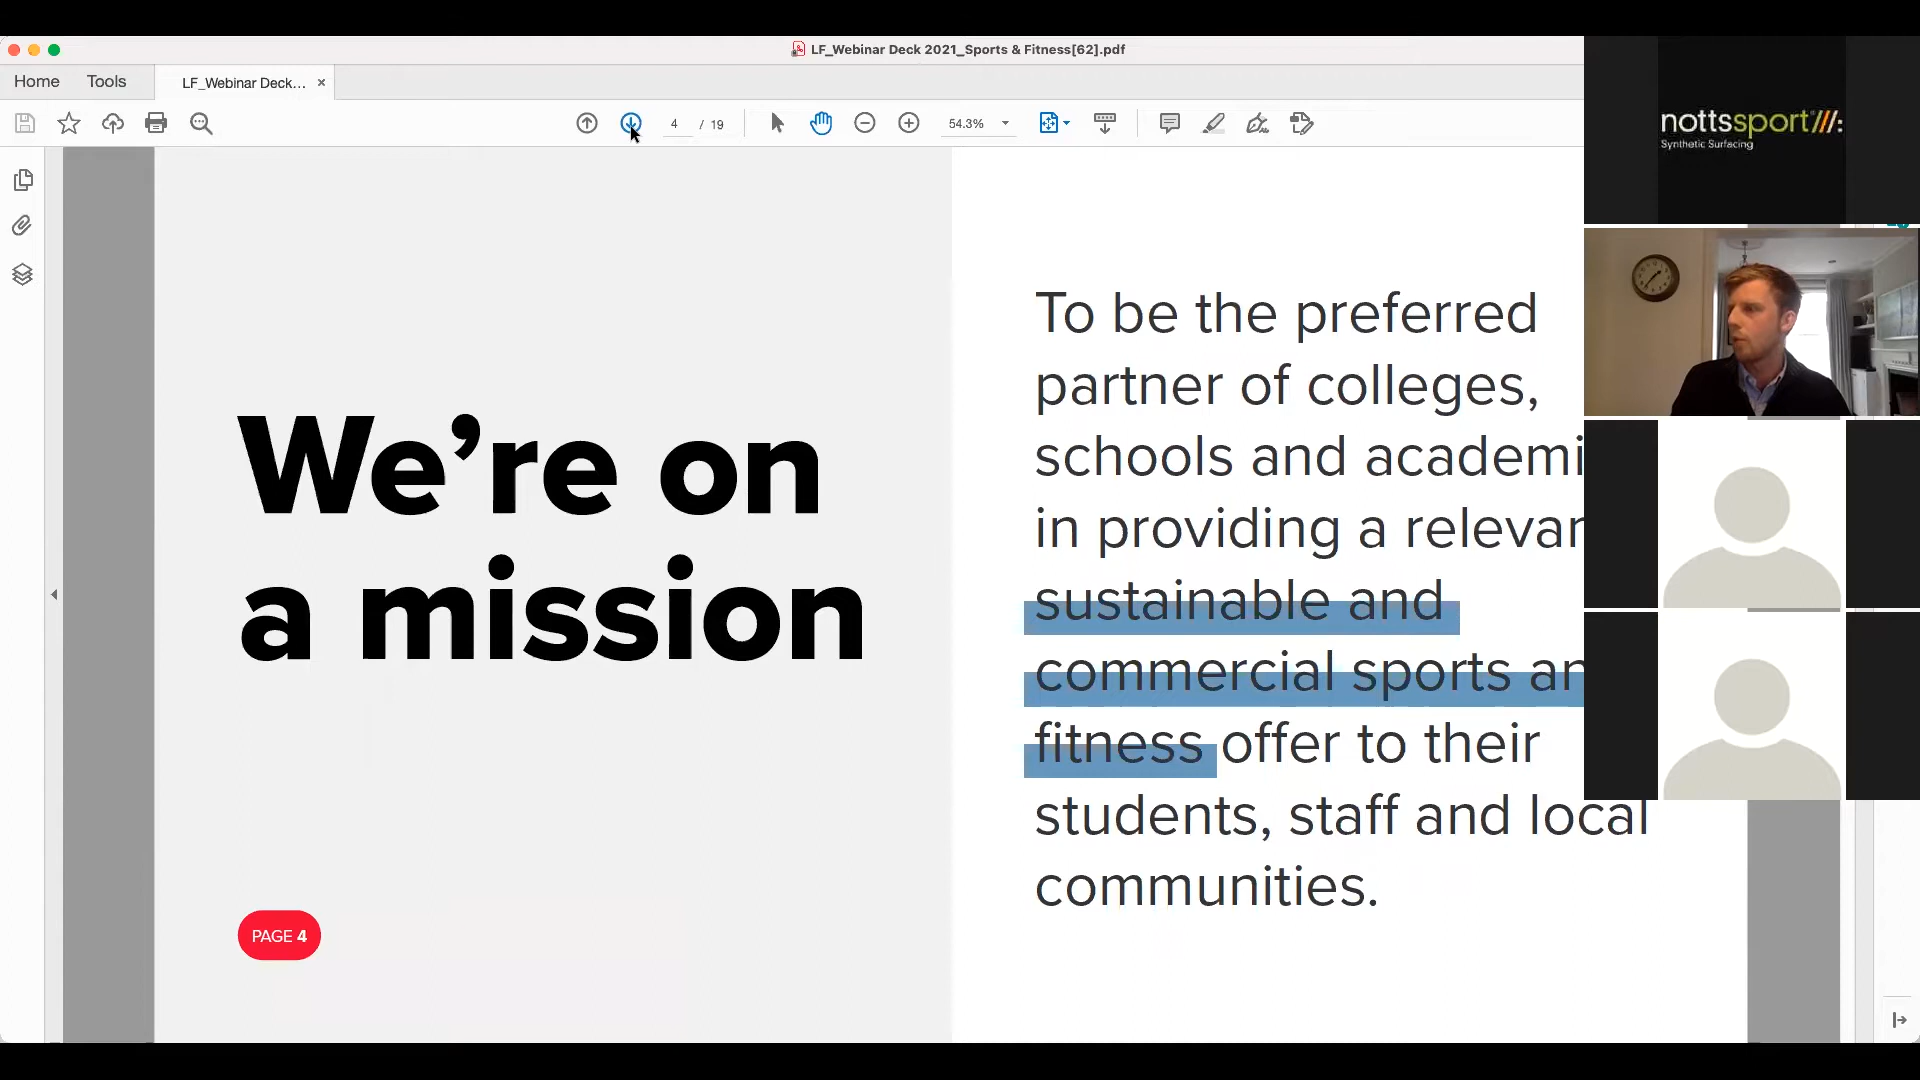 LF_Webinar Deck 2021_Sports & Fitness[62].pdf
Home Tools LF_Webinar Deck... ×
4 / 19 54.3%
nottssport
Synthetic Surfacing
We're on
a mission
To be the preferred
partner of colleges,
schools and academi
in providing a relevan
sustainable and
commercial sports an
fitness offer to their
students, staff and local
communities.
PAGE 4